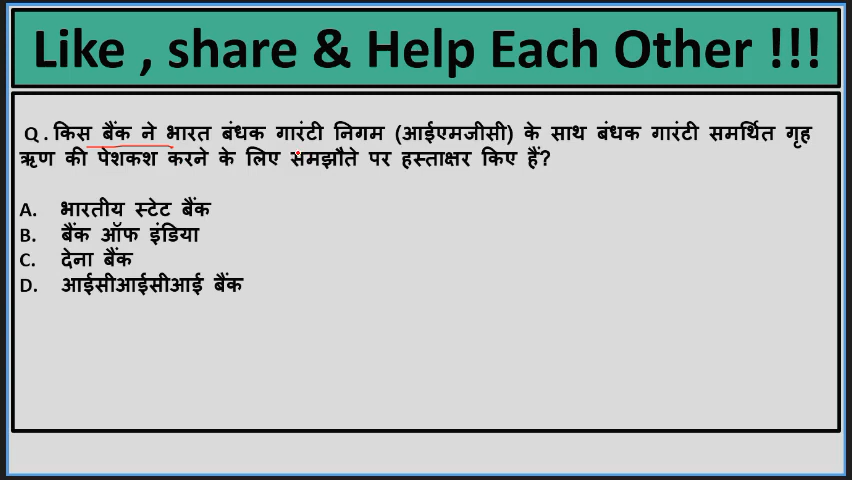 Like , share & Help Each Other !!!
Q . किस बैंक ने भारत बंधक गारंटी निगम (आईएमजीसी) के साथ बंधक गारंटी समर्थित गृह
ऋण की पेशकश करने के लिए समझौते पर हस्ताक्षर किए हैं?
A. भारतीय स्टेट बैंक
B. बैंक ऑफ इंडिया
C. देना बैंक
D. आईसीआईसीआई बैंक